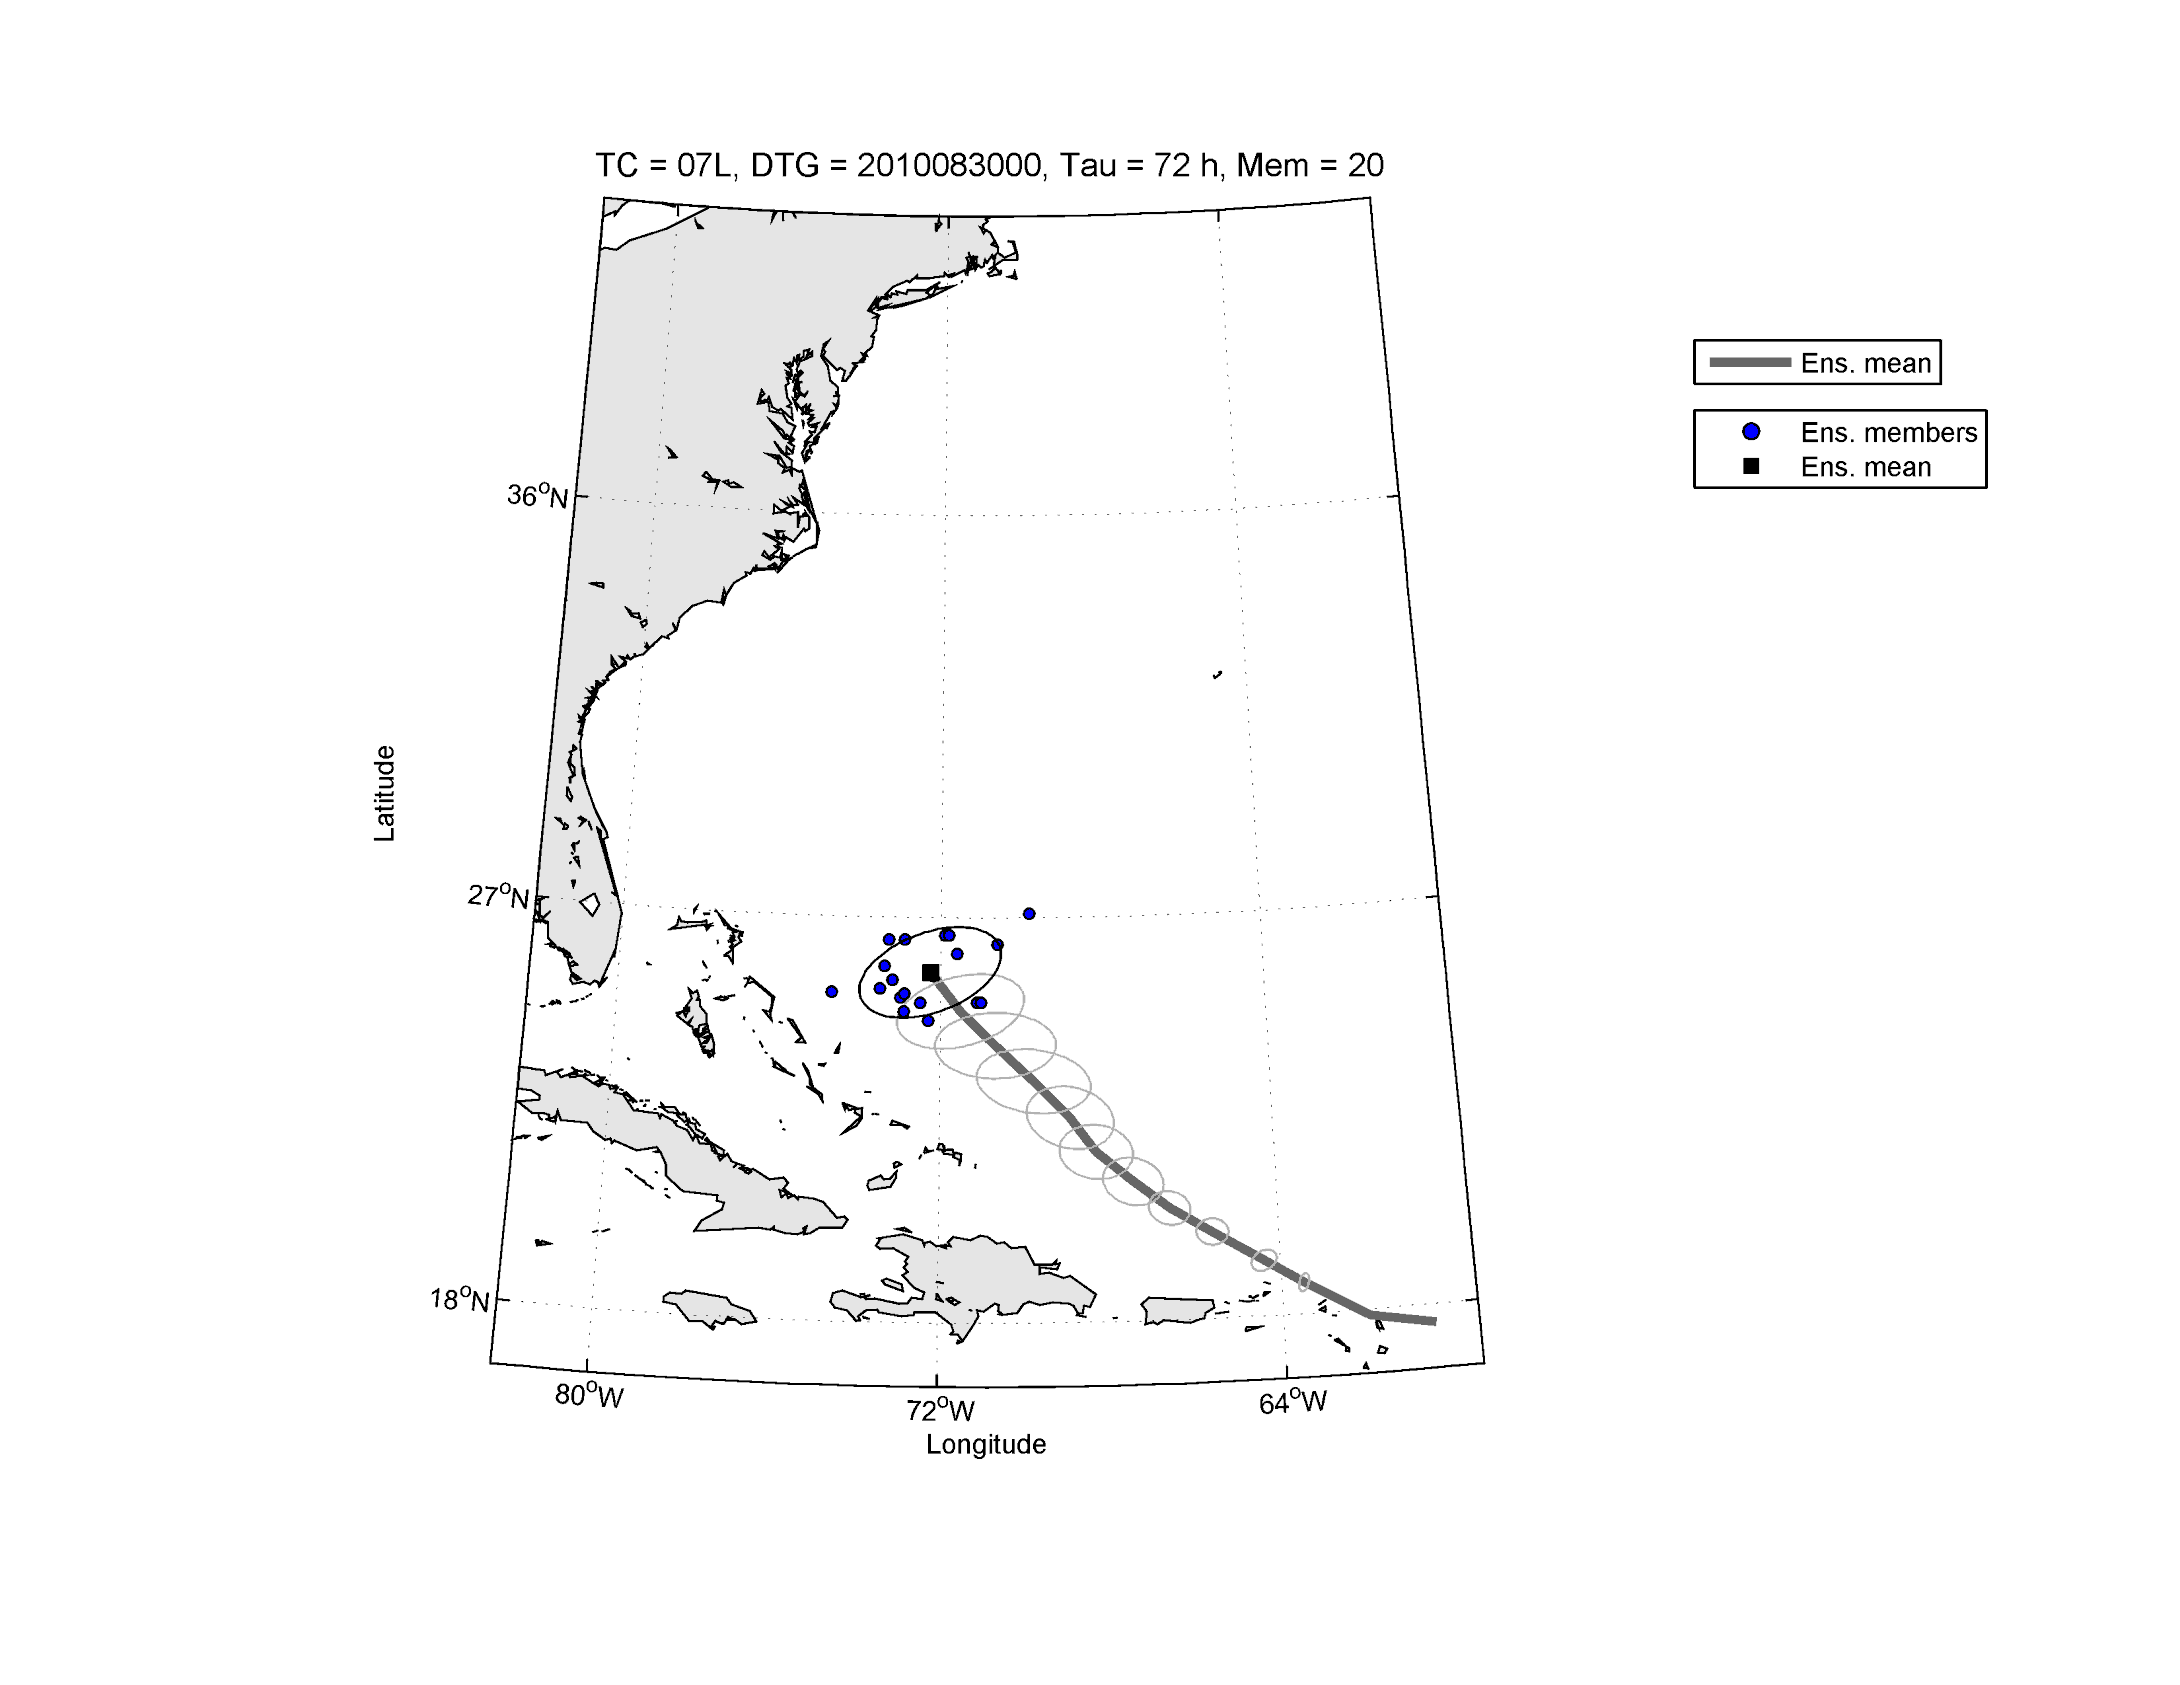 TC = 07L, DTG = 2010083000, Tau = 72 h, Mem = 20
Ens. mean
Ens. members
Ens. mean
36°N
Latitude
27°N
18°N
80°W
72°W
64°W
Longitude